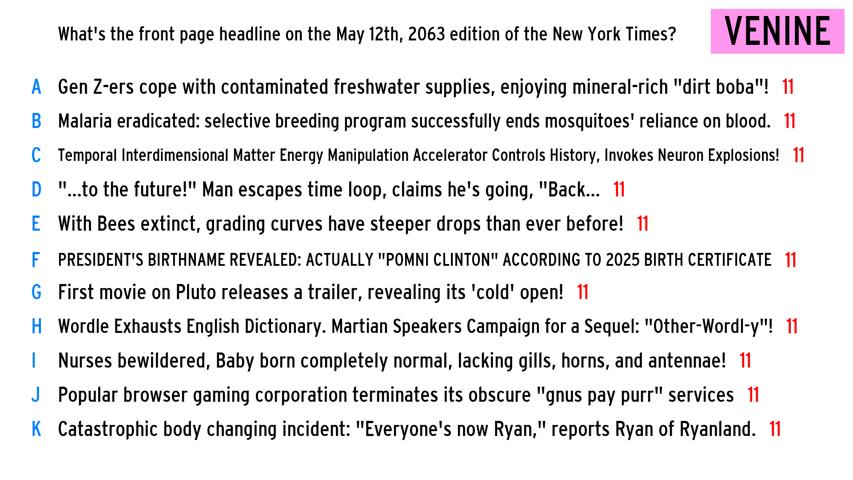 What's the front page headline on the May 12th, 2063 edition of the New York Times? VENINE
A Gen Z-ers cope with contaminated freshwater supplies, enjoying mineral-rich "dirt boba"! 11
B Malaria eradicated: selective breeding program successfully ends mosquitoes' reliance on blood. 11
C Temporal Interdimensional Matter Energy Manipulation Accelerator Controls History, Invokes Neuron Explosions! 11
D "...to the future!" Man escapes time loop, claims he's going, "Back... 11
E With Bees extinct, grading curves have steeper drops than ever before! 11
F PRESIDENT'S BIRTHNAME REVEALED: ACTUALLY "POMNI CLINTON" ACCORDING TO 2025 BIRTH CERTIFICATE 11
G First movie on Pluto releases a trailer, revealing its 'cold' open! 11
H Wordle Exhausts English Dictionary. Martian Speakers Campaign for a Sequel: "Other-Wordl-y"! 11
I Nurses bewildered, Baby born completely normal, lacking gills, horns, and antennae! 11
J Popular browser gaming corporation terminates its obscure "gnus pay purr" services 11
K Catastrophic body changing incident: "Everyone's now Ryan," reports Ryan of Ryanland. 11